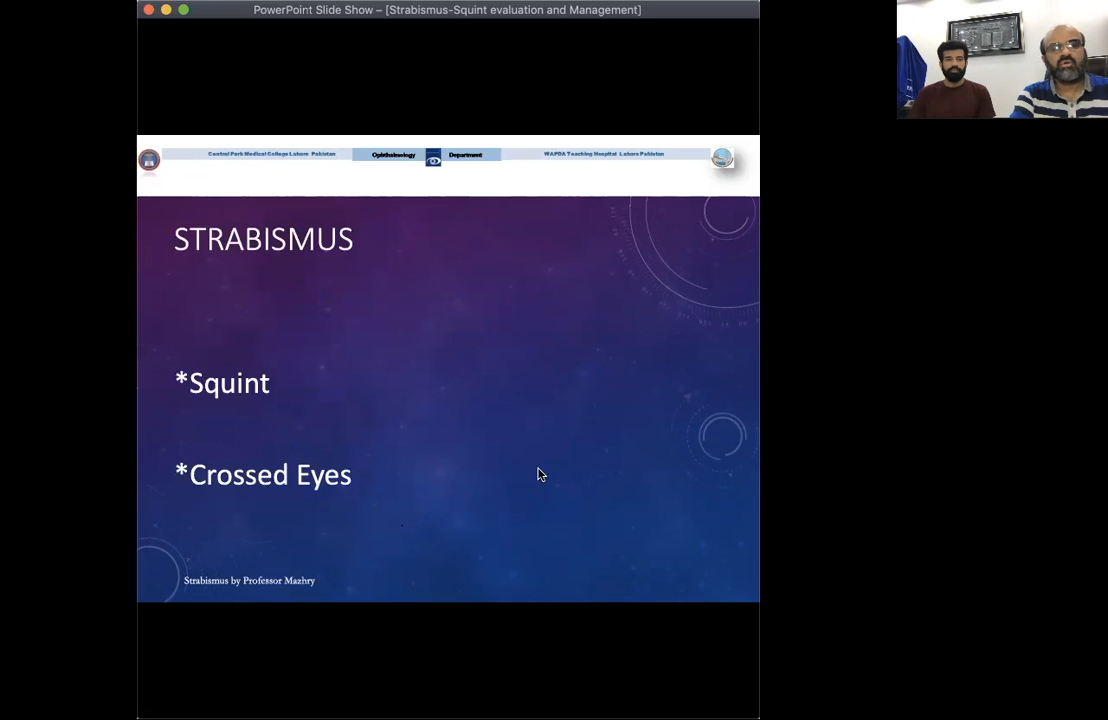 PowerPoint Slide Show – [Strabismus-Squint evaluation and Management]
Central Park Medical College Lahore Pakistan
Ophthalmology Department
WAPDA Teaching Hospital Lahore Pakistan
STRABISMUS
*Squint
*Crossed Eyes
Strabismus by Professor Mazhry